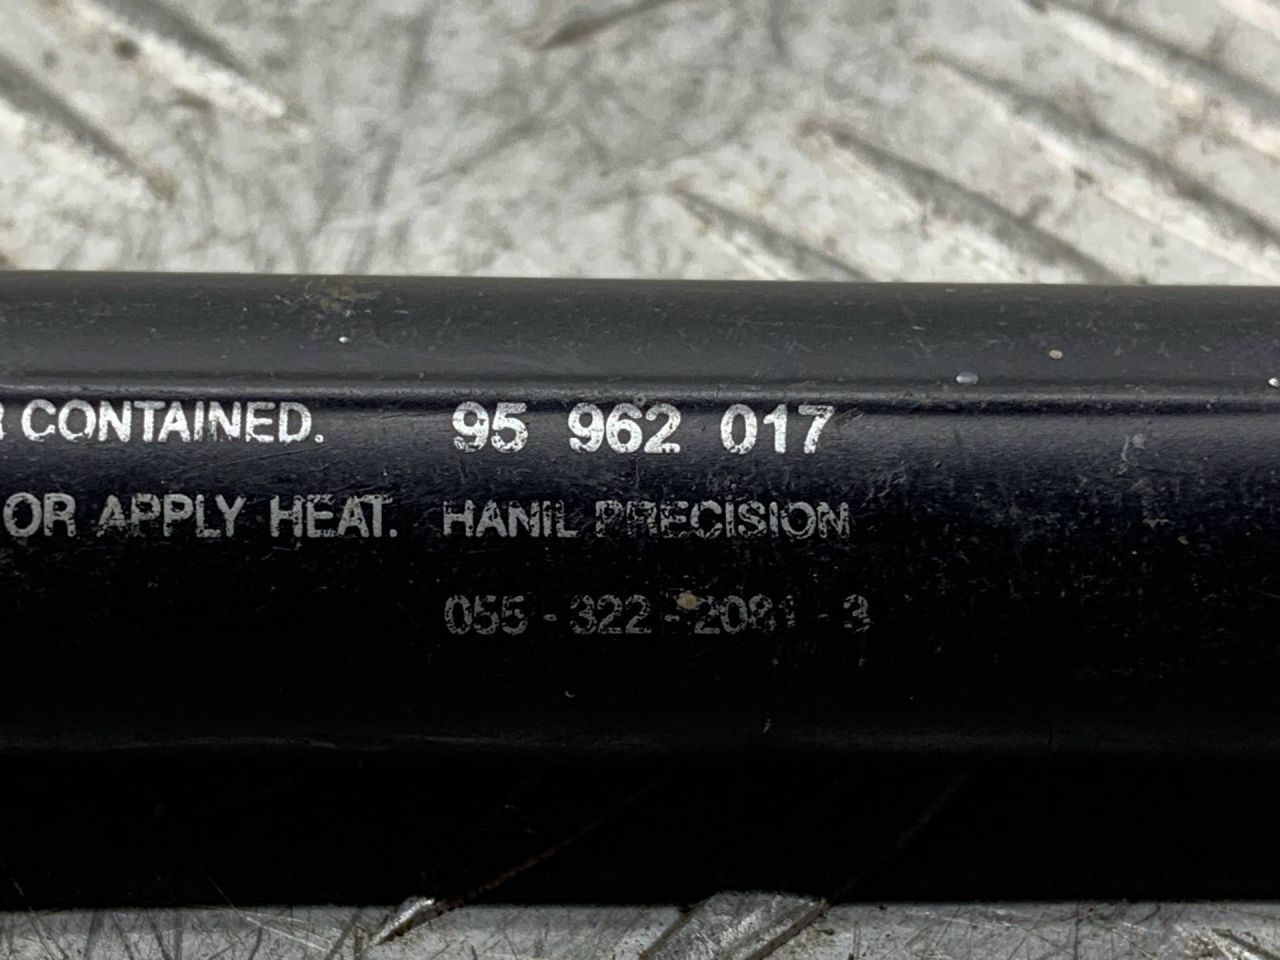 CONTAINED. 95 962 017
OR APPLY HEAT. HANIL PRECISION
055 - 322 - 2081 - 3